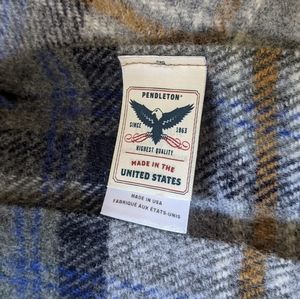 PENDLETON®
SINCE 1863
HIGHEST QUALITY
MADE IN THE
UNITED STATES
MADE IN USA
FABRIQUÉ AUX ÉTATS-UNIS